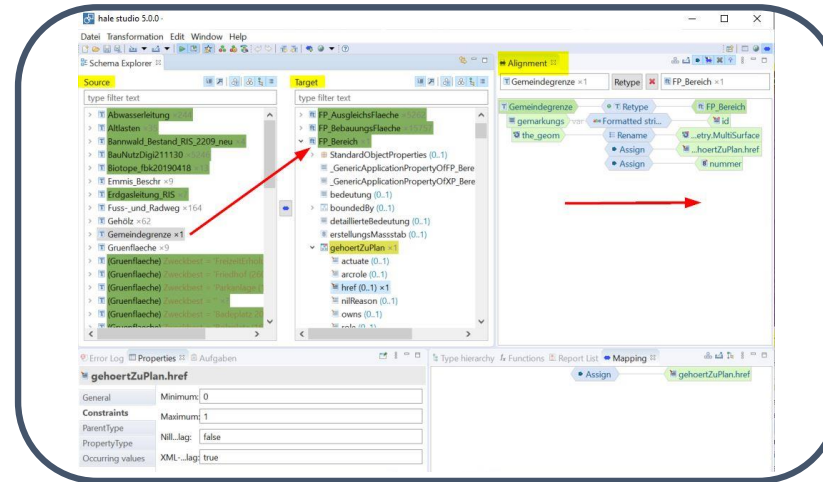 hale studio 5.0.0 -
Datei Transformation Edit Window Help
Schema Explorer
Source
type filter text
Abwasserleitung
Altlasten
Bannwald_Bestand_RIS_2209_neu
BauNutzDigi211130
Biotope_fbk20190418
Emmis_Beschr ×9
Erdgasleitung_RIS
Fuss-_und_Radweg ×164
Gehölz ×62
Gemeindegrenze ×1
Gruenflaeche ×9
(Gruenflaeche)
(Gruenflaeche)
(Gruenflaeche)
(Gruenflaeche)
(Gruenflaeche)
(Gruenflaeche)
Target
type filter text
FP_AusgleichsFlaeche
FP_BebauungsFlaeche
FP_Bereich
StandardObjectProperties (0..1)
_GenericApplicationPropertyOfFP_Bere
_GenericApplicationPropertyOfXP_Bere
bedeutung (0..1)
boundedBy (0..1)
detaillierteBedeutung (0..1)
erstellungsMassstab (0..1)
gehoertZuPlan ×1
actuate (0..1)
arcrole (0..1)
href (0..1) ×1
nilReason (0..1)
owns (0..1)
role (0..1)
Alignment
Gemeindegrenze ×1 Retype FP_Bereich ×1
Gemeindegrenze Retype FP_Bereich
gemarkungs var Formatted stri... id
the_geom Rename ...etry.MultiSurface
Assign ...hoertZuPlan.href
Assign nummer
Error Log Properties Aufgaben
gehoertZuPlan.href
General Minimum: 0
Constraints Maximum: 1
ParentType
PropertyType Nill...lag: false
Occurring values XML-...lag: true
Type hierarchy Functions Report List Mapping
Assign gehoertZuPlan.href